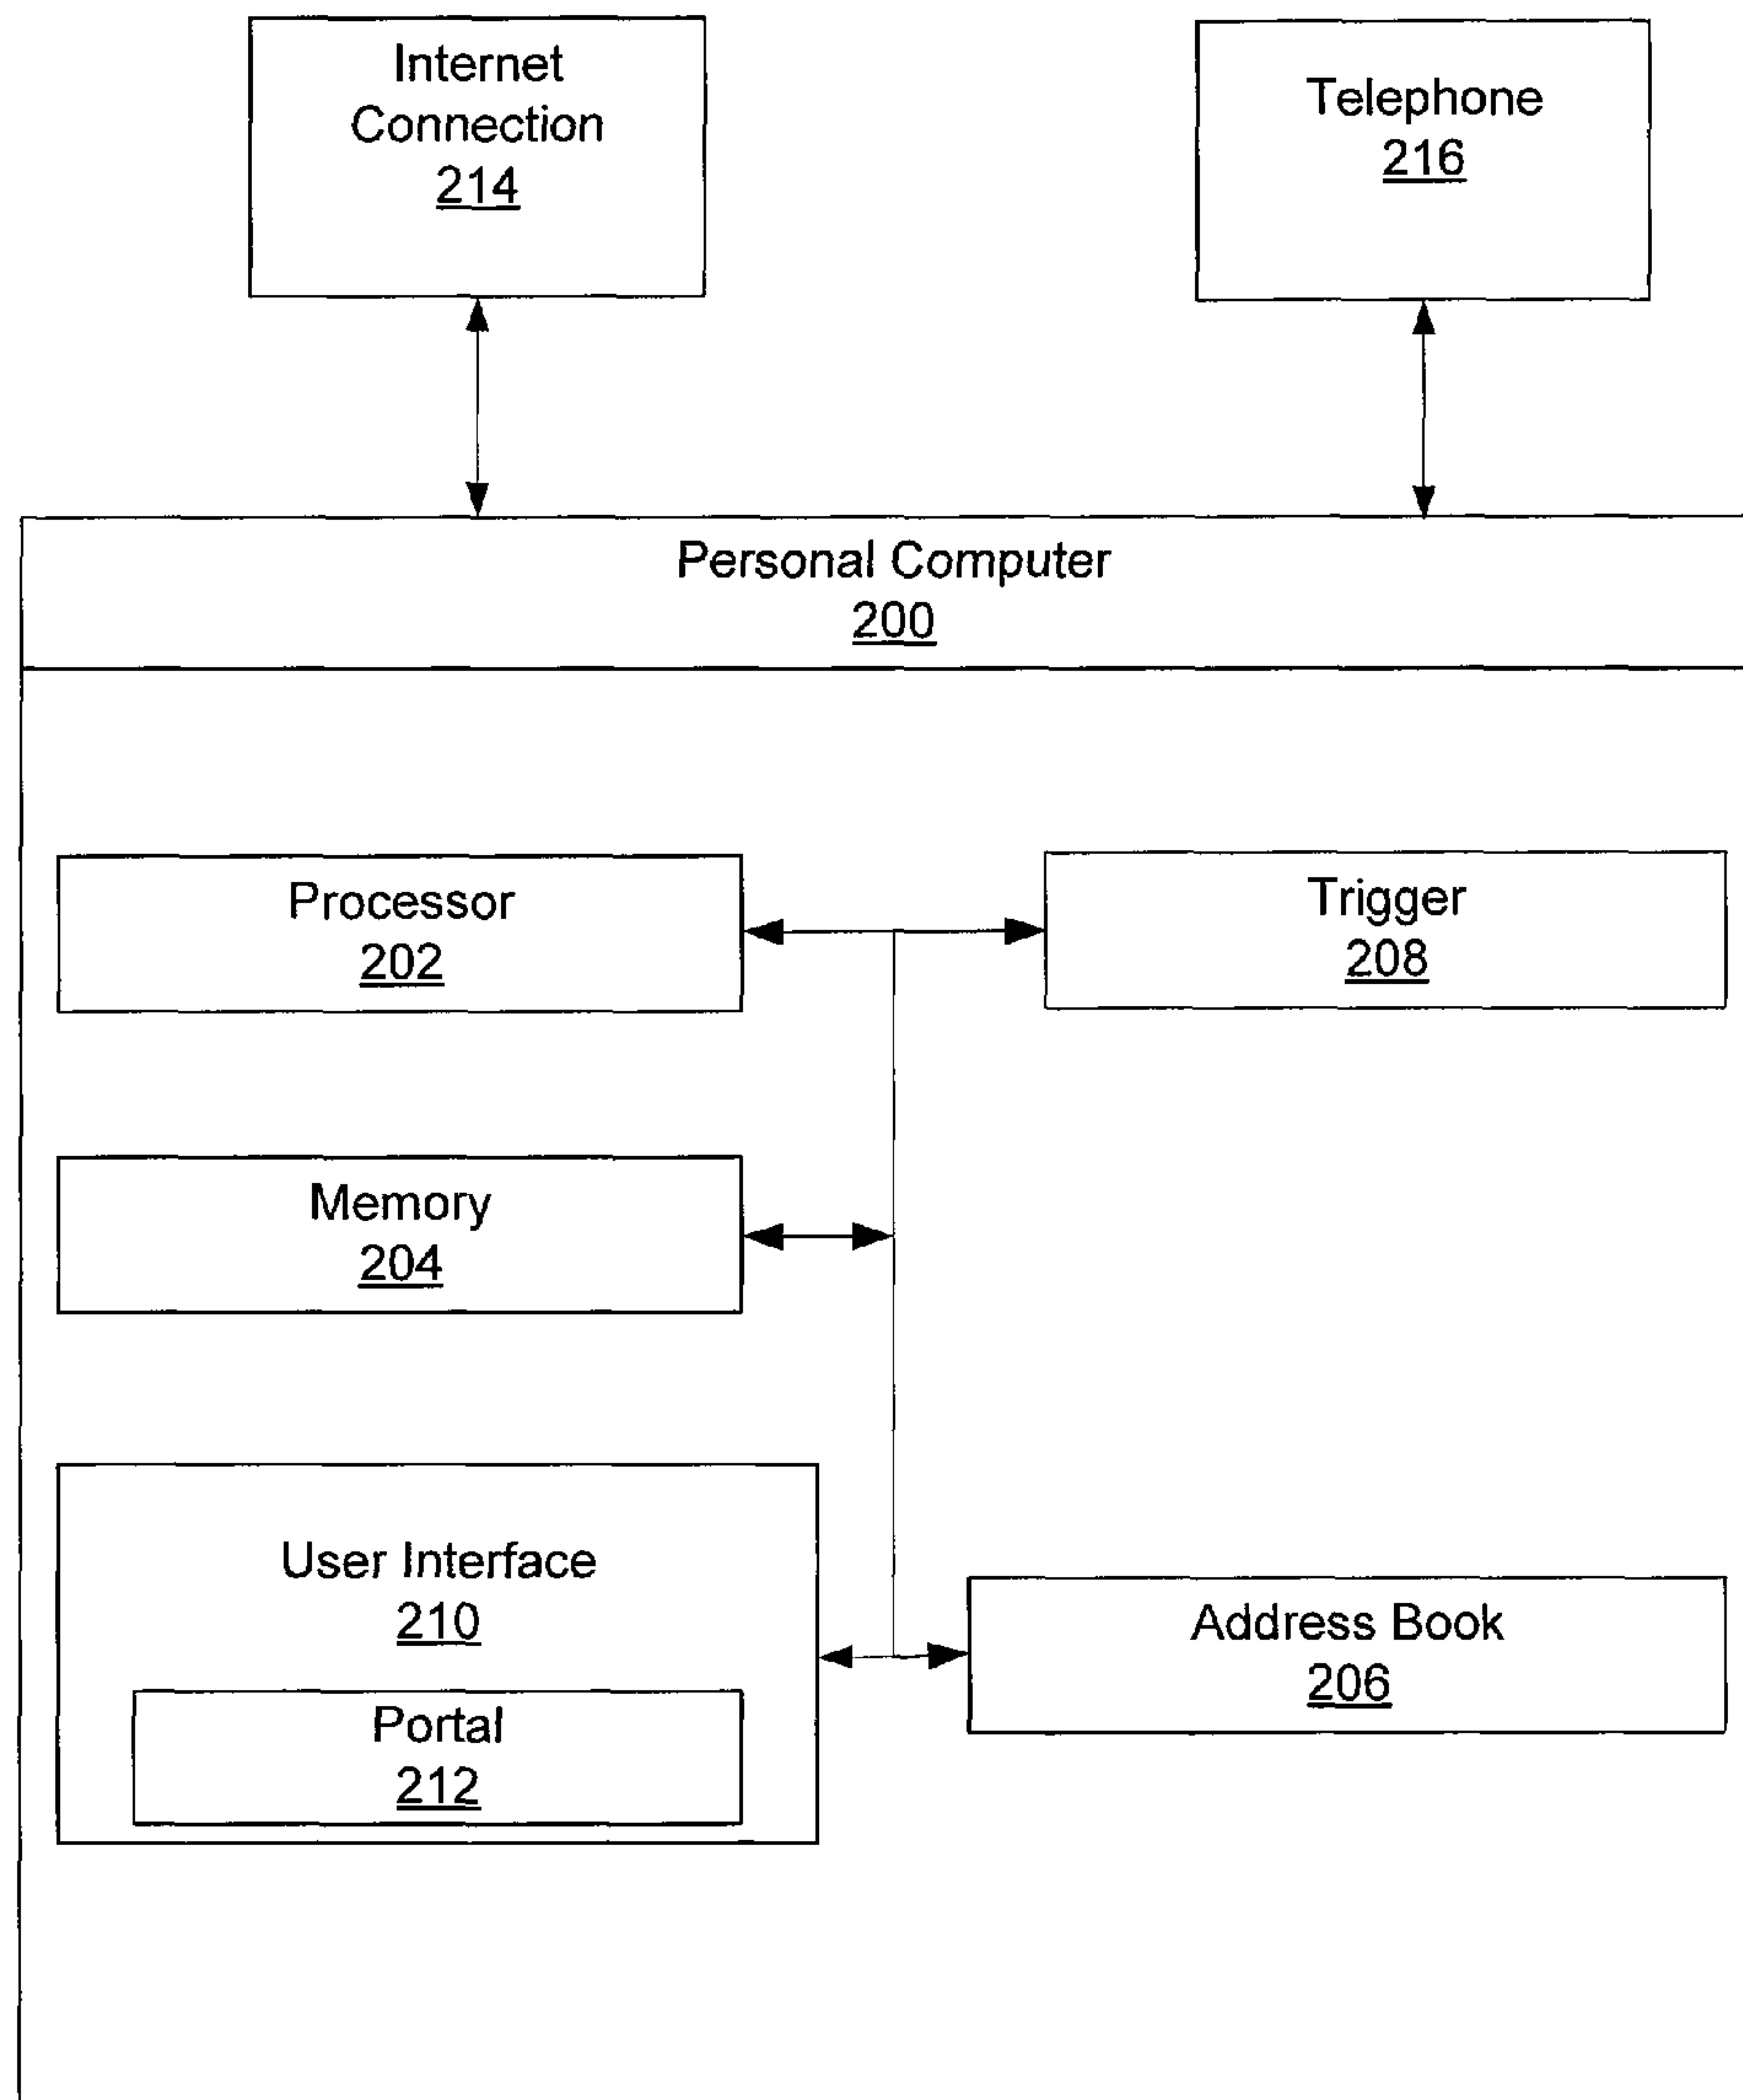 Internet
Connection
214
Telephone
216
Personal Computer
200
Processor
202
Trigger
208
Memory
204
User Interface
210
Portal
212
Address Book
206